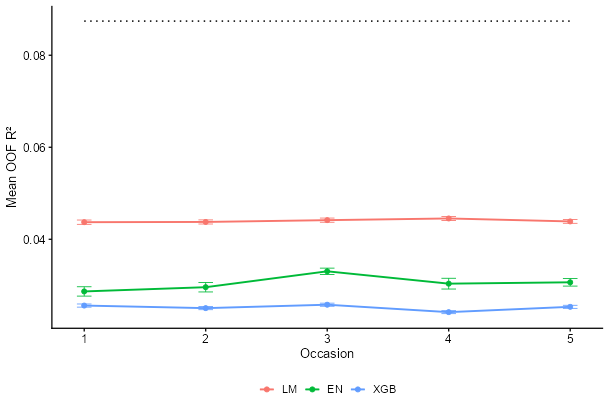 Mean OOF R²
0.08
0.06
0.04
1 2 3 4 5
Occasion
LM EN XGB